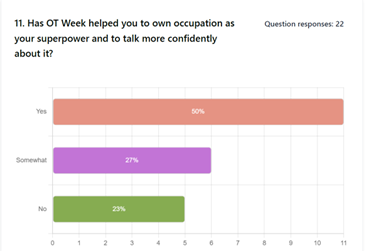 11. Has OT Week helped you to own occupation as
your superpower and to talk more confidently
about it?
Question responses: 22
Yes
50%
Somewhat
27%
No
23%
0 1 2 3 4 5 6 7 8 9 10 11